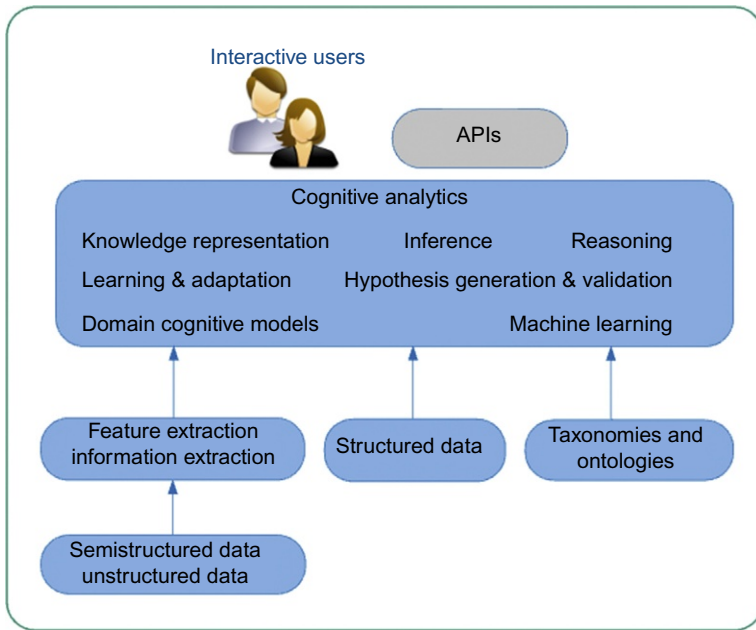 Interactive users
APIs
Cognitive analytics
Knowledge representation Inference Reasoning
Learning & adaptation Hypothesis generation & validation
Domain cognitive models Machine learning
Feature extraction
information extraction
Structured data
Taxonomies and
ontologies
Semistructured data
unstructured data